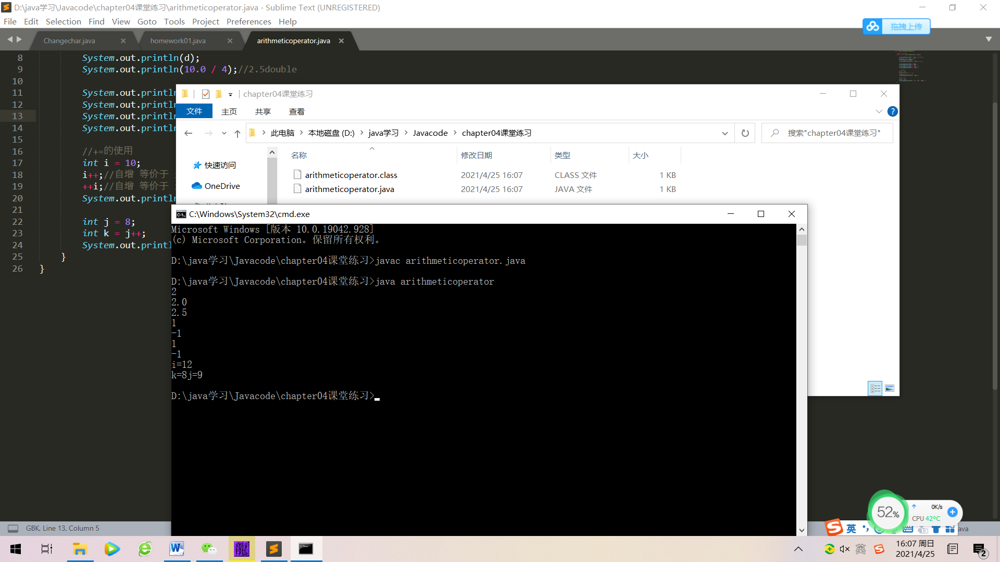 D:\java学习\Javacode\chapter04课堂练习\arithmeticoperator.java - Sublime Text (UNREGISTERED)
File Edit Selection Find View Goto Tools Project Preferences Help
拖拽上传
Changechar.java
homework01.java
arithmeticoperator.java
8 System.out.println(d);
9 System.out.println(10.0 / 4);//2.5double
10
11 System.out.println
12 System.out.println
13 System.out.println
14 System.out.println
15
16 //+=的使用
17 int i = 10;
18 i++;//自增 等价于
19 ++i;//自增 等价于
20 System.out.println
21
22 int j = 8;
23 int k = j++;
24 System.out.printl
25 }
26 }
chapter04课堂练习
文件 主页 共享 查看
此电脑 本地磁盘 (D:) java学习 Javacode chapter04课堂练习
搜索"chapter04课堂练习"
快速访问
OneDrive
名称 修改日期 类型 大小
arithmeticoperator.class 2021/4/25 16:07 CLASS 文件 1 KB
arithmeticoperator.java 2021/4/25 16:07 JAVA 文件 1 KB
C:\Windows\System32\cmd.exe
Microsoft Windows [版本 10.0.19042.928]
(c) Microsoft Corporation。保留所有权利。
D:\java学习\Javacode\chapter04课堂练习>javac arithmeticoperator.java
D:\java学习\Javacode\chapter04课堂练习>java arithmeticoperator
2
2.0
2.5
1
-1
1
-1
i=12
k=8j=9
D:\java学习\Javacode\chapter04课堂练习>
52%
0K/s
CPU 42°C
GBK, Line 13, Column 5
英
ava
英
16:07 周日
2021/4/25
2